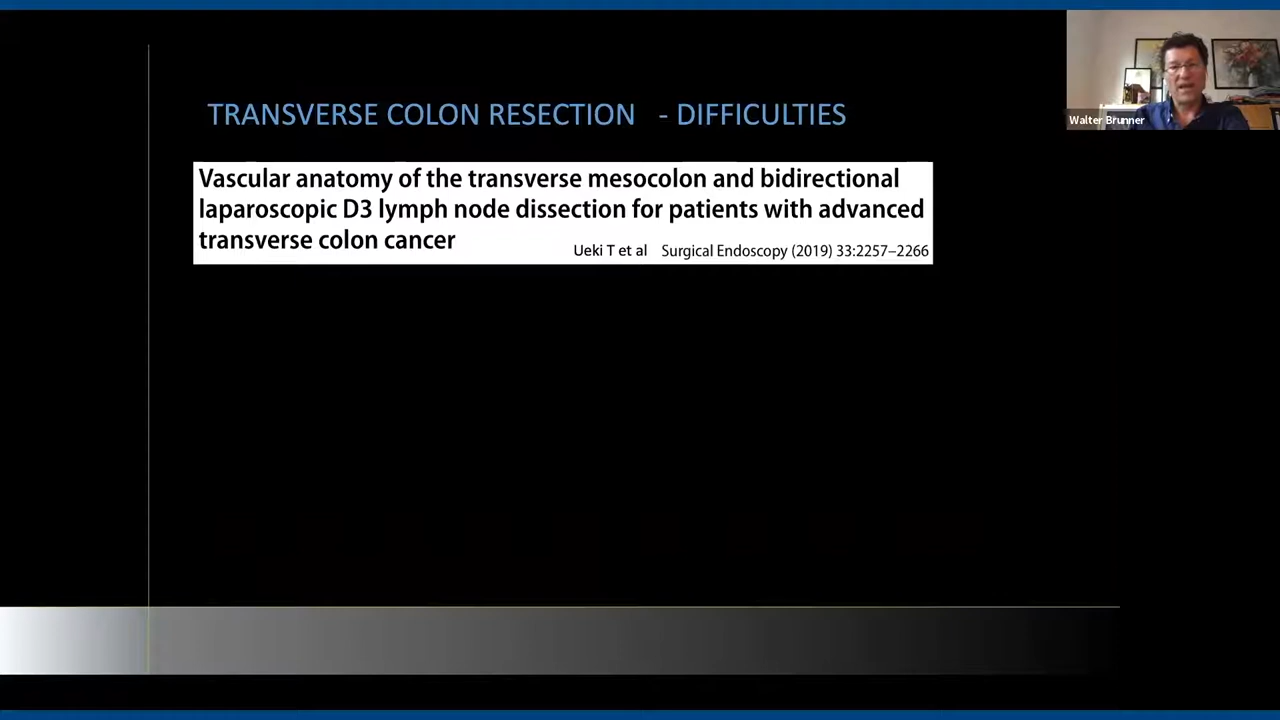 TRANSVERSE COLON RESECTION - DIFFICULTIES
Vascular anatomy of the transverse mesocolon and bidirectional
laparoscopic D3 lymph node dissection for patients with advanced
transverse colon cancer
Ueki T et al Surgical Endoscopy (2019) 33:2257–2266
Walter Brunner